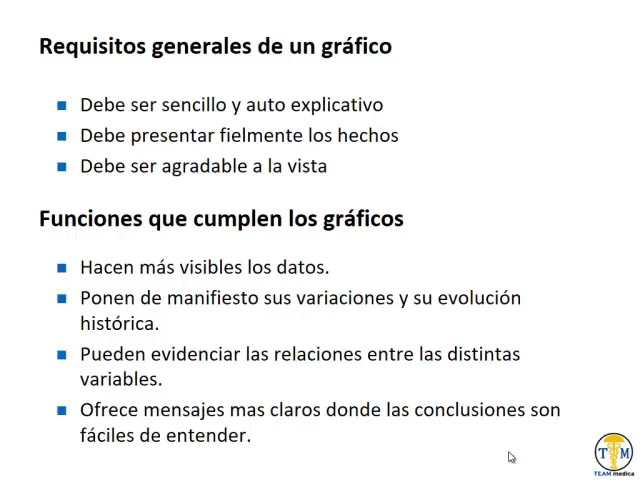 Requisitos generales de un gráfico
Debe ser sencillo y auto explicativo
Debe presentar fielmente los hechos
Debe ser agradable a la vista
Funciones que cumplen los gráficos
Hacen más visibles los datos.
Ponen de manifiesto sus variaciones y su evolución
histórica.
Pueden evidenciar las relaciones entre las distintas
variables.
Ofrece mensajes mas claros donde las conclusiones son
fáciles de entender.
T M
TEAM medica